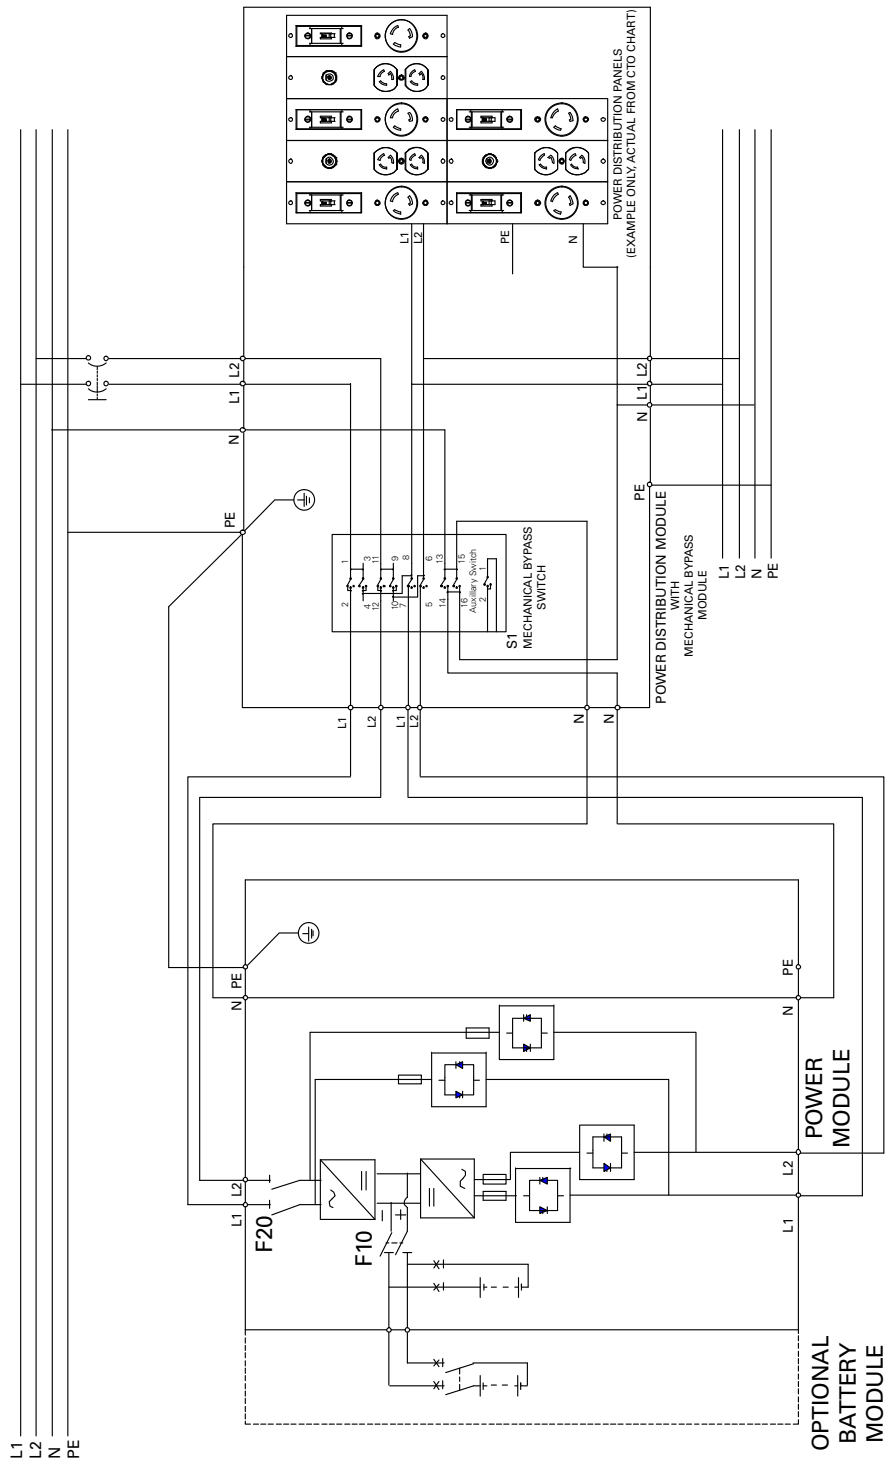 POWER DISTRIBUTION PANELS
(EXAMPLE ONLY, ACTUAL FROM CTO CHART)
L1
L2
PE
N
L2
L1
N
PE
L2
L1
N
PE
1
3
11
9
8
6
13
15
2
4
12
10
7
5
14
16
Auxillary Switch
1
2
S1
MECHANICAL BYPASS
SWITCH
POWER DISTRIBUTION MODULE
WITH
MECHANICAL BYPASS
MODULE
L1
L2
N
PE
L1
L2
L1
L2
N
N
PE
N
PE
N
L2
L1
F20
F10
L2
L1
POWER
MODULE
OPTIONAL
BATTERY
MODULE
L1
L2
N
PE